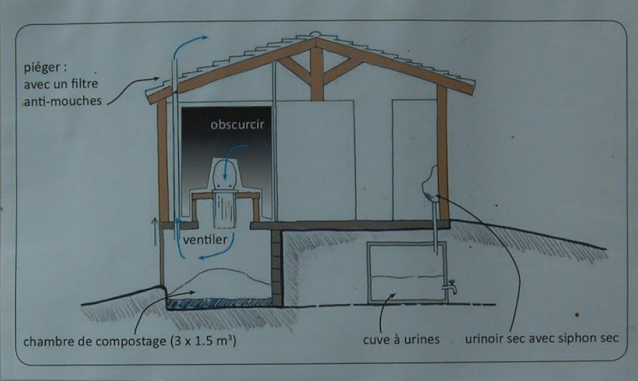 piéger :
avec un filtre
anti-mouches
obscurcir
ventiler
chambre de compostage (3 x 1.5 m³)
cuve à urines
urinoir sec avec siphon sec